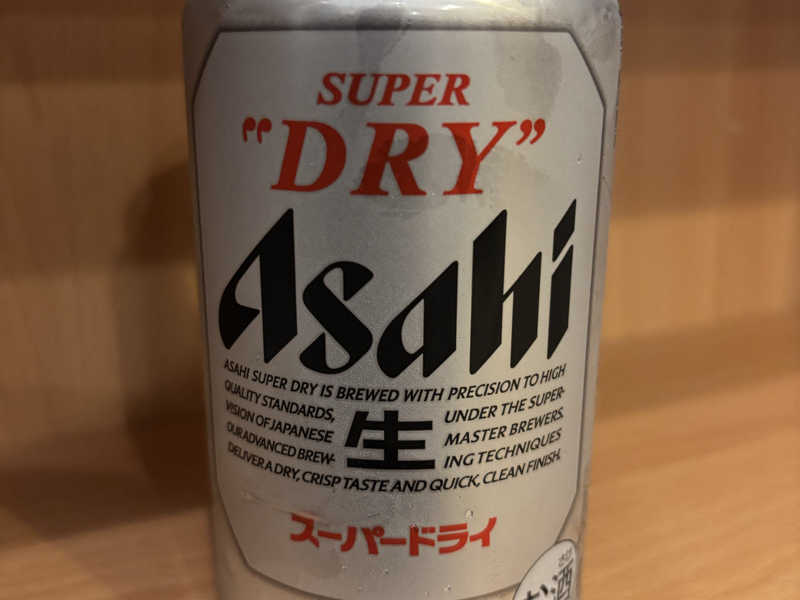 SUPER
"DRY"
Asahi
ASAHI SUPER DRY IS BREWED WITH PRECISION TO HIGH
QUALITY STANDARDS, UNDER THE SUPER-
VISION OF JAPANESE MASTER BREWERS.
OUR ADVANCED BREW- ING TECHNIQUES
DELIVER A DRY, CRISP TASTE AND QUICK, CLEAN FINISH.
生
スーパードライ
お酒